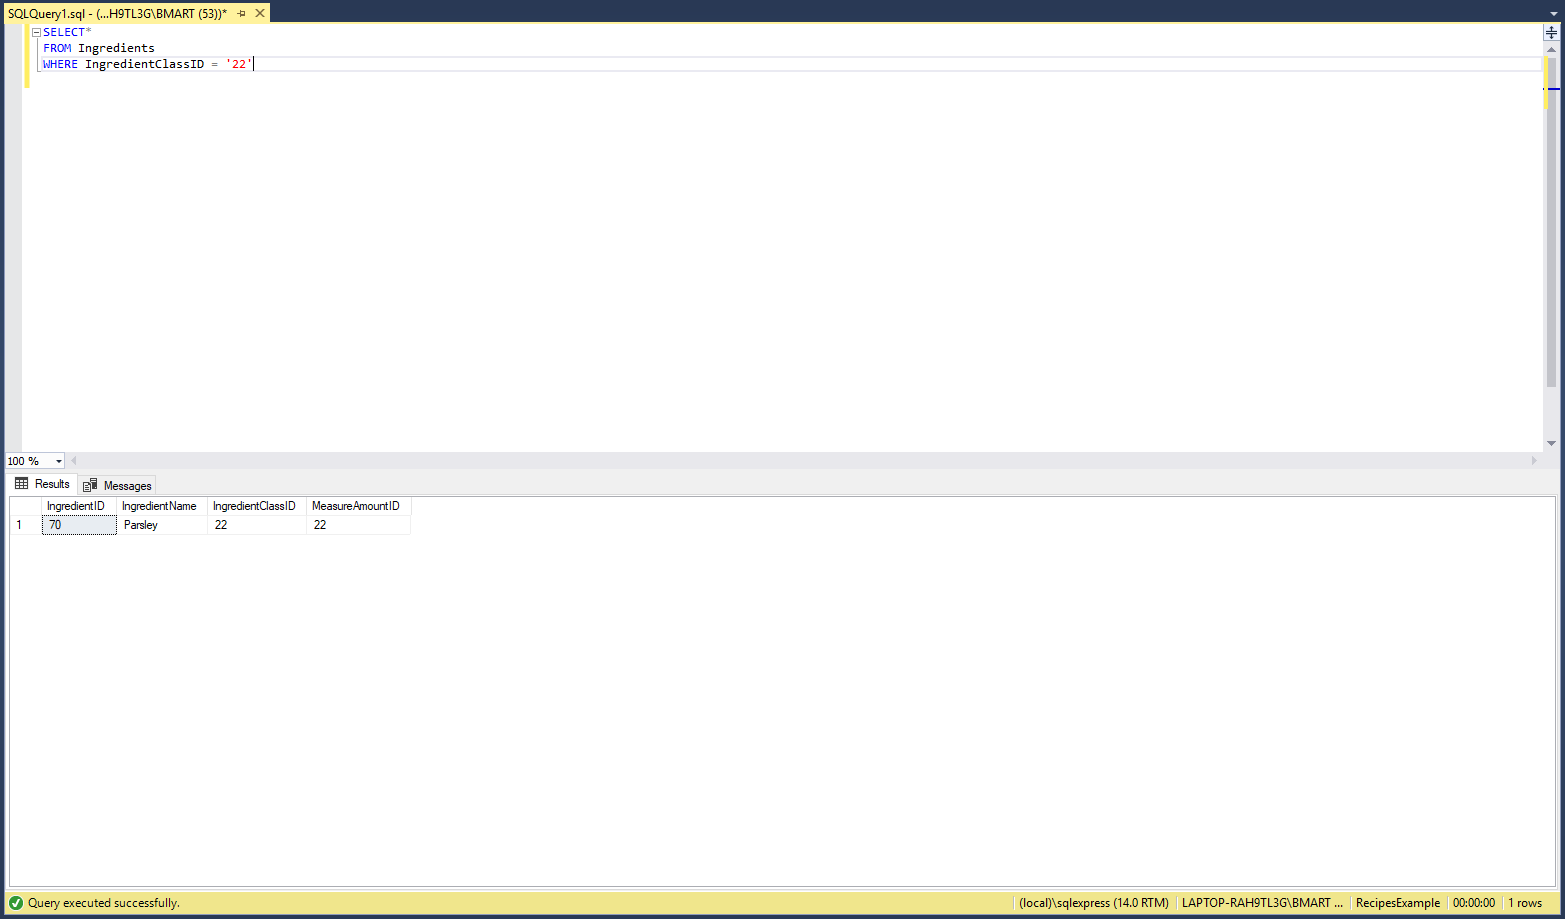 SQLQuery1.sql - (...H9TL3G\BMART (53))*
SELECT*
FROM Ingredients
WHERE IngredientClassID = '22'
100 %
Results Messages
IngredientID IngredientName IngredientClassID MeasureAmountID
1 70 Parsley 22 22
Query executed successfully. (local)\sqlexpress (14.0 RTM) LAPTOP-RAH9TL3G\BMART ... RecipesExample 00:00:00 1 rows